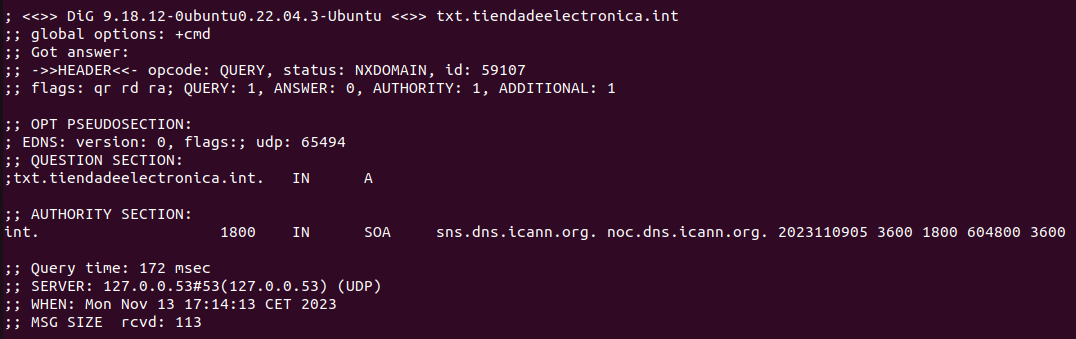 ; <<>> DiG 9.18.12-0ubuntu0.22.04.3-Ubuntu <<>> txt.tiendadeelectronica.int
;; global options: +cmd
;; Got answer:
;; ->>HEADER<<- opcode: QUERY, status: NXDOMAIN, id: 59107
;; flags: qr rd ra; QUERY: 1, ANSWER: 0, AUTHORITY: 1, ADDITIONAL: 1

;; OPT PSEUDOSECTION:
; EDNS: version: 0, flags:; udp: 65494
;; QUESTION SECTION:
;txt.tiendadeelectronica.int.	IN	A

;; AUTHORITY SECTION:
int.			1800	IN	SOA	sns.dns.icann.org. noc.dns.icann.org. 2023110905 3600 1800 604800 3600

;; Query time: 172 msec
;; SERVER: 127.0.0.53#53(127.0.0.53) (UDP)
;; WHEN: Mon Nov 13 17:14:13 CET 2023
;; MSG SIZE  rcvd: 113